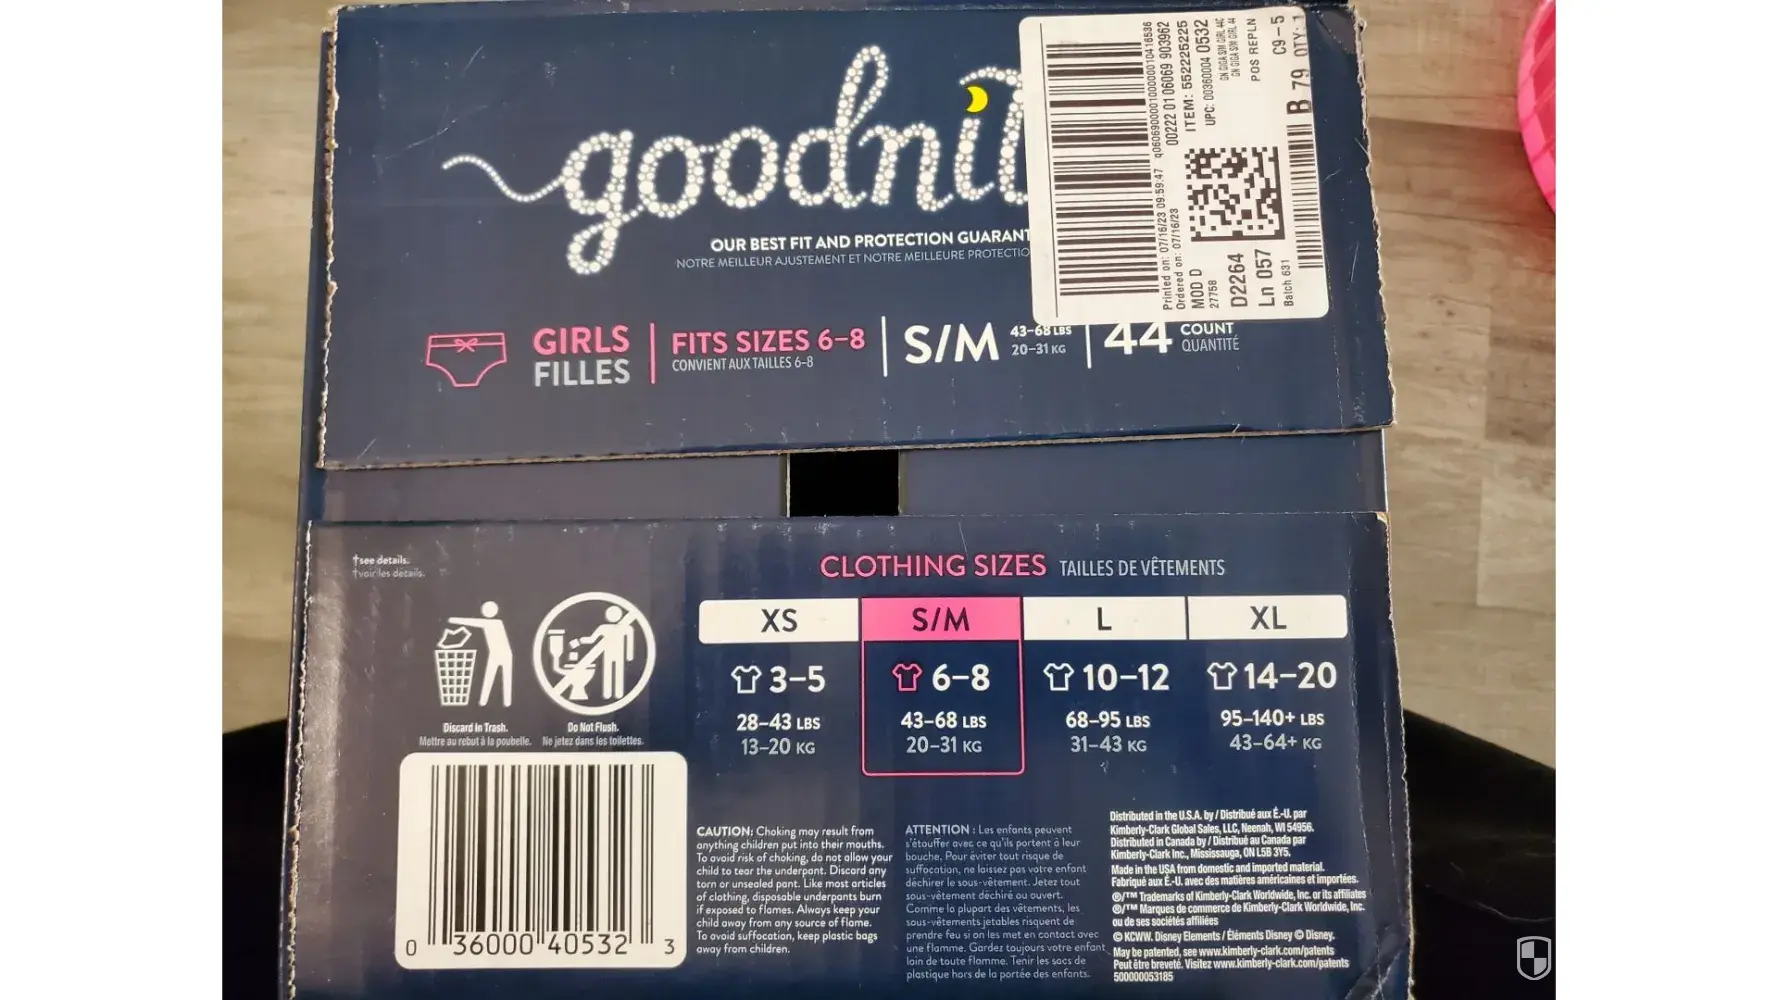 goodnit
OUR BEST FIT AND PROTECTION GUARANT
NOTRE MEILLEUR AJUSTEMENT ET NOTRE MEILLEURE PROTECTIO
GIRLS
FILLES
FITS SIZES 6-8
CONVIENT AUX TAILLES 6-8
S/M
43-68 LBS
20-31 KG
44 COUNT
QUANTITÉ
Printed on: 07/16/23 09:59:47
Ordered on: 07/16/23
00222 01 06069 903962
ITEM: 552225225
UPC: 00360004 0532
POS REPLN
C9-5
MOD D
27758
D2264
Ln 057
Batch 631
B 79 QTY: 1
†see details.
†voir les détails.
Discard In Trash.
Mettre au rebut à la poubelle.
Do Not Flush.
Ne jetez dans les toilettes.
0 36000 40532 3
CLOTHING SIZES TAILLES DE VÊTEMENTS
XS S/M L XL
3-5 6-8 10-12 14-20
28-43 LBS 43-68 LBS 68-95 LBS 95-140+ LBS
13-20 KG 20-31 KG 31-43 KG 43-64+ KG
CAUTION: Choking may result from
anything children put into their mouths.
To avoid risk of choking, do not allow your
child to tear the underpant. Discard any
torn or unsealed pant. Like most articles
of clothing, disposable underpants burn
if exposed to flames. Always keep your
child away from any source of flame.
To avoid suffocation, keep plastic bags
away from children.
ATTENTION : Les enfants peuvent
s'étouffer avec ce qu'ils portent à leur
bouche. Pour éviter tout risque de
suffocation, ne laissez pas votre enfant
déchirer le sous-vêtement. Jetez tout
sous-vêtement déchiré ou ouvert.
Comme la plupart des vêtements, les
sous-vêtements jetables risquent de
prendre feu si on les met en contact avec
une flamme. Gardez toujours votre enfant
loin de toute flamme. Tenir les sacs de
plastique hors de la portée des enfants.
Distributed in the U.S.A. by / Distribué aux É.-U. par
Kimberly-Clark Global Sales, LLC, Neenah, WI 54956.
Distributed in Canada by / Distribué au Canada par
Kimberly-Clark Inc., Mississauga, ON L5B 3Y5.
Made in the USA from domestic and imported material.
Fabriqué aux É.-U. avec des matières américaines et importées.
®/™ Trademarks of Kimberly-Clark Worldwide, Inc. or its affiliates
®/™ Marques de commerce de Kimberly-Clark Worldwide, Inc.
ou de ses sociétés affiliées
© KCWW. Disney Elements / Éléments Disney © Disney.
May be patented, see www.kimberly-clark.com/patents
Peut être breveté. Visitez www.kimberly-clark.com/patents
500000053185